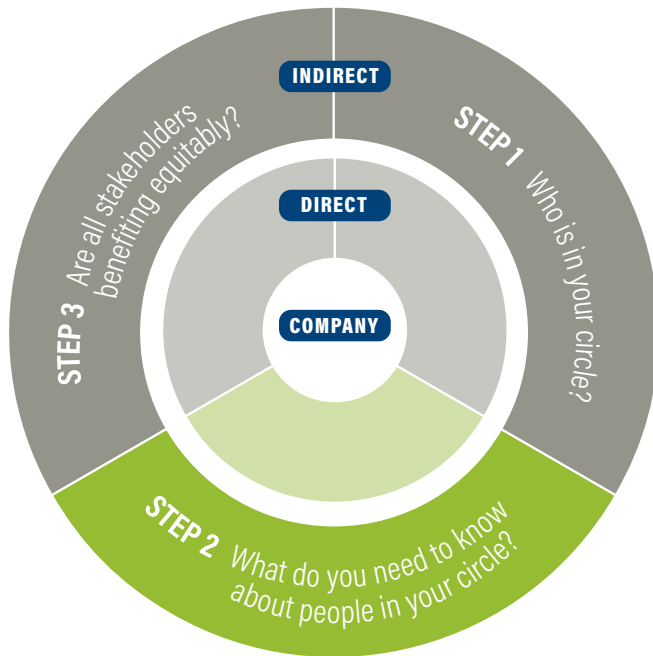 INDIRECT
DIRECT
COMPANY
STEP 1 Who is in your circle?
STEP 2 What do you need to know
about people in your circle?
STEP 3 Are all stakeholders
benefiting equitably?